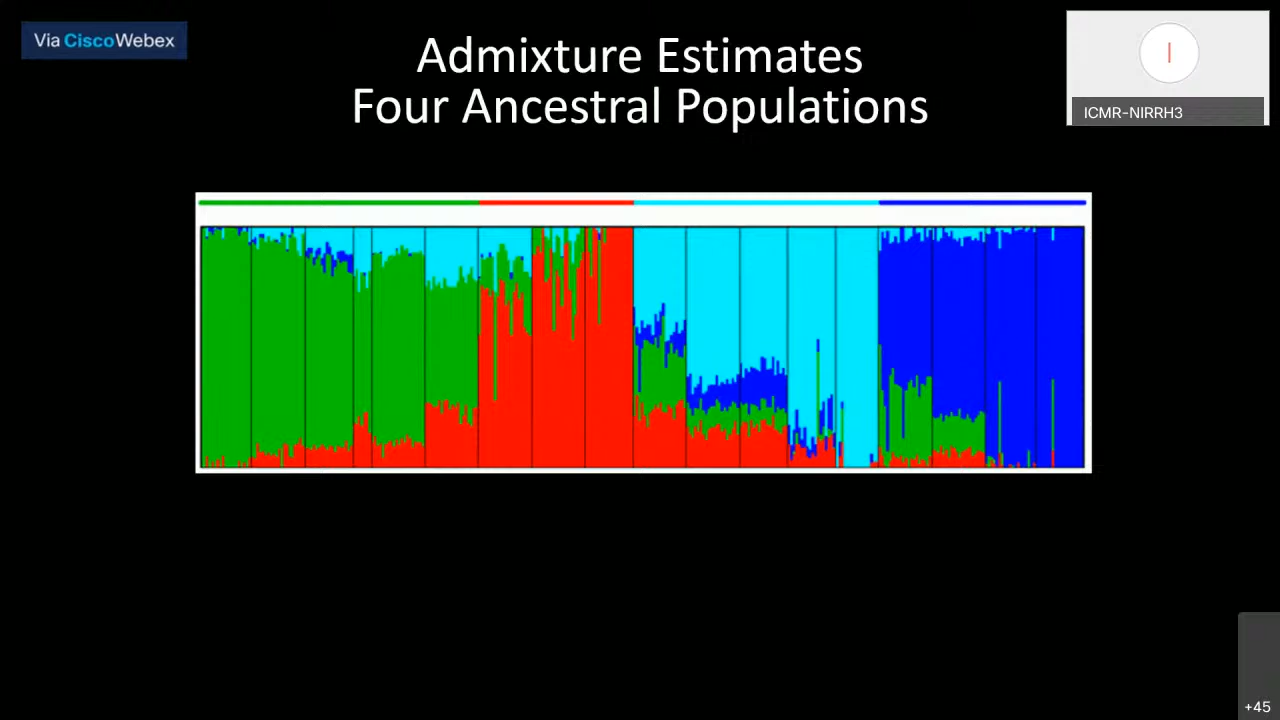 Via CiscoWebex
Admixture Estimates
Four Ancestral Populations
I
ICMR-NIRRH3
+45